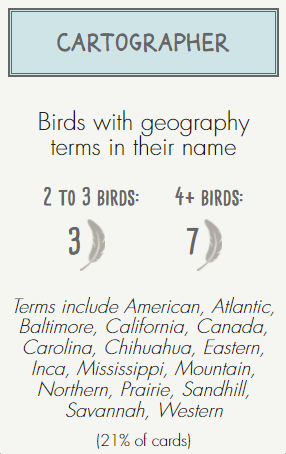 CARTOGRAPHER
Birds with geography
terms in their name
2 TO 3 BIRDS: 4+ BIRDS:
3 7
Terms include American, Atlantic,
Baltimore, California, Canada,
Carolina, Chihuahua, Eastern,
Inca, Mississippi, Mountain,
Northern, Prairie, Sandhill,
Savannah, Western
(21% of cards)